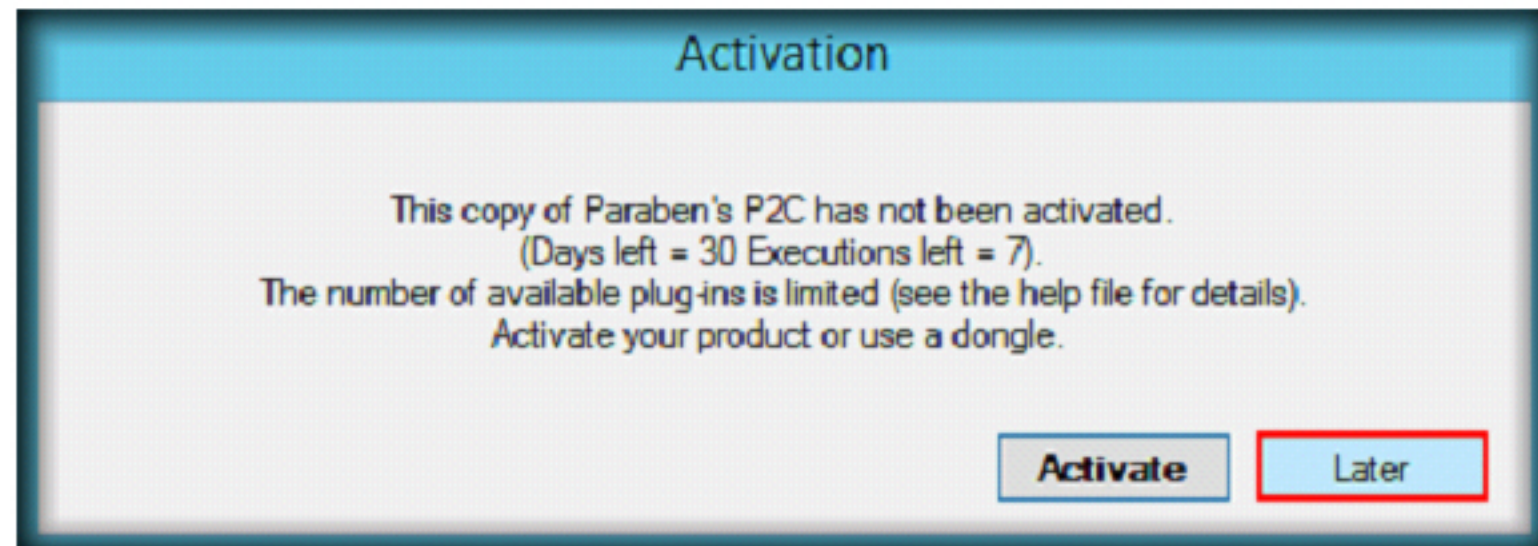 Activation
This copy of Paraben's P2C has not been activated.
(Days left = 30 Executions left = 7).
The number of available plug-ins is limited (see the help file for details).
Activate your product or use a dongle.
Activate Later